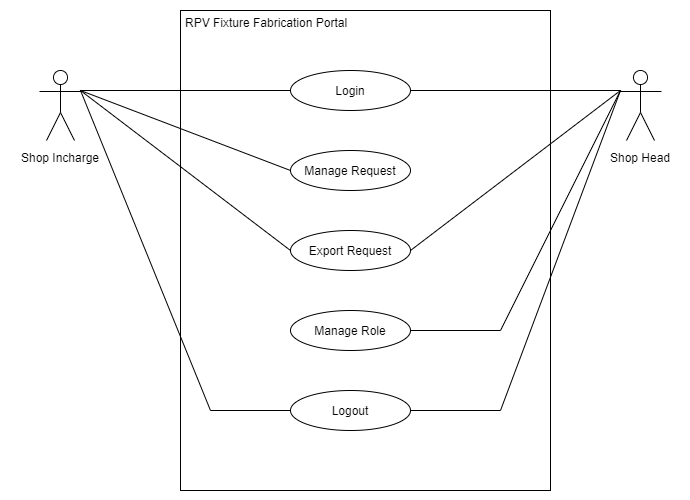 RPV Fixture Fabrication Portal
Login
Shop Incharge
Shop Head
Manage Request
Export Request
Manage Role
Logout